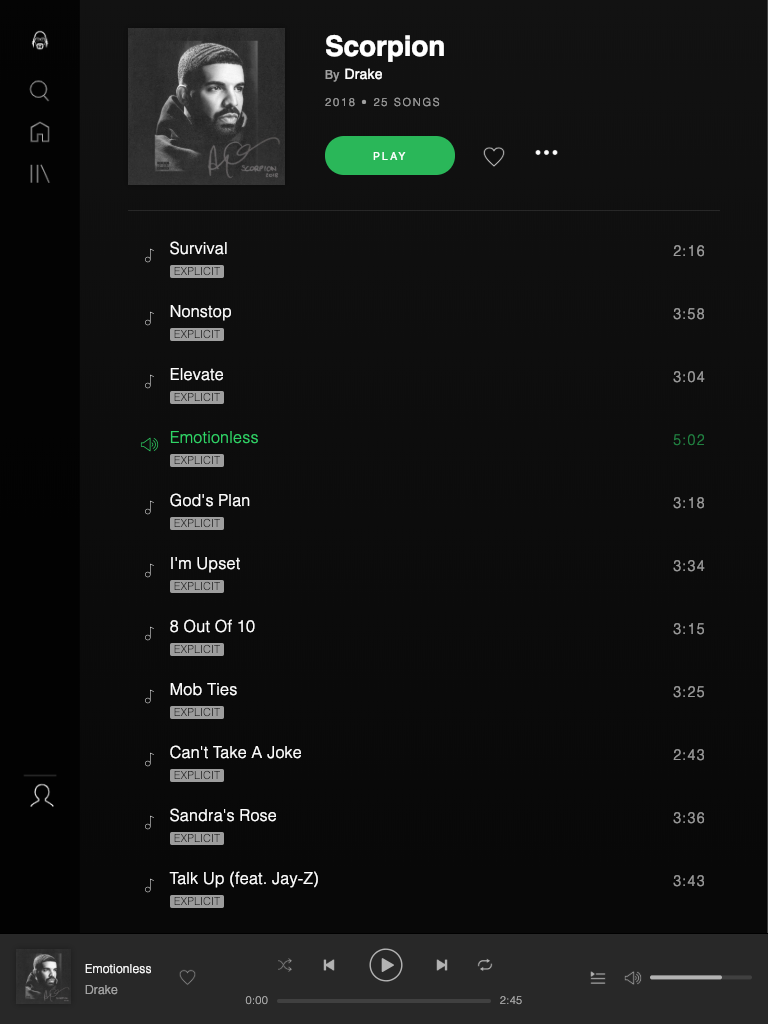 Scorpion
By Drake
2018 • 25 SONGS
PLAY
SCORPION
2018
Survival 2:16
EXPLICIT
Nonstop 3:58
EXPLICIT
Elevate 3:04
EXPLICIT
Emotionless 5:02
EXPLICIT
God's Plan 3:18
EXPLICIT
I'm Upset 3:34
EXPLICIT
8 Out Of 10 3:15
EXPLICIT
Mob Ties 3:25
EXPLICIT
Can't Take A Joke 2:43
EXPLICIT
Sandra's Rose 3:36
EXPLICIT
Talk Up (feat. Jay-Z) 3:43
EXPLICIT
Emotionless
Drake
0:00 2:45